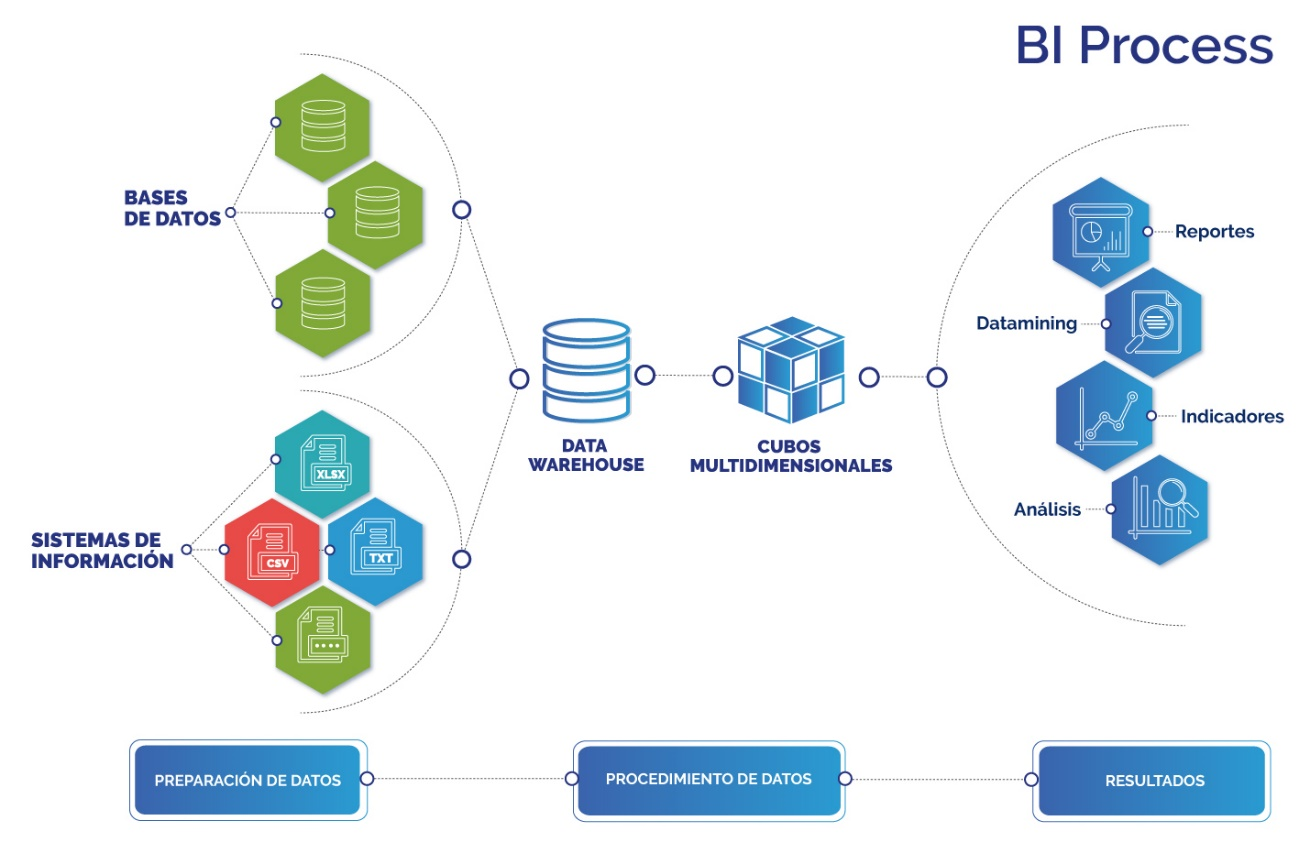 BI Process
BASES
DE DATOS
Reportes
Datamining
Indicadores
Análisis
DATA
WAREHOUSE
CUBOS
MULTIDIMENSIONALES
XLSX
CSV
TXT
SISTEMAS DE
INFORMACIÓN
PREPARACIÓN DE DATOS
PROCEDIMIENTO DE DATOS
RESULTADOS